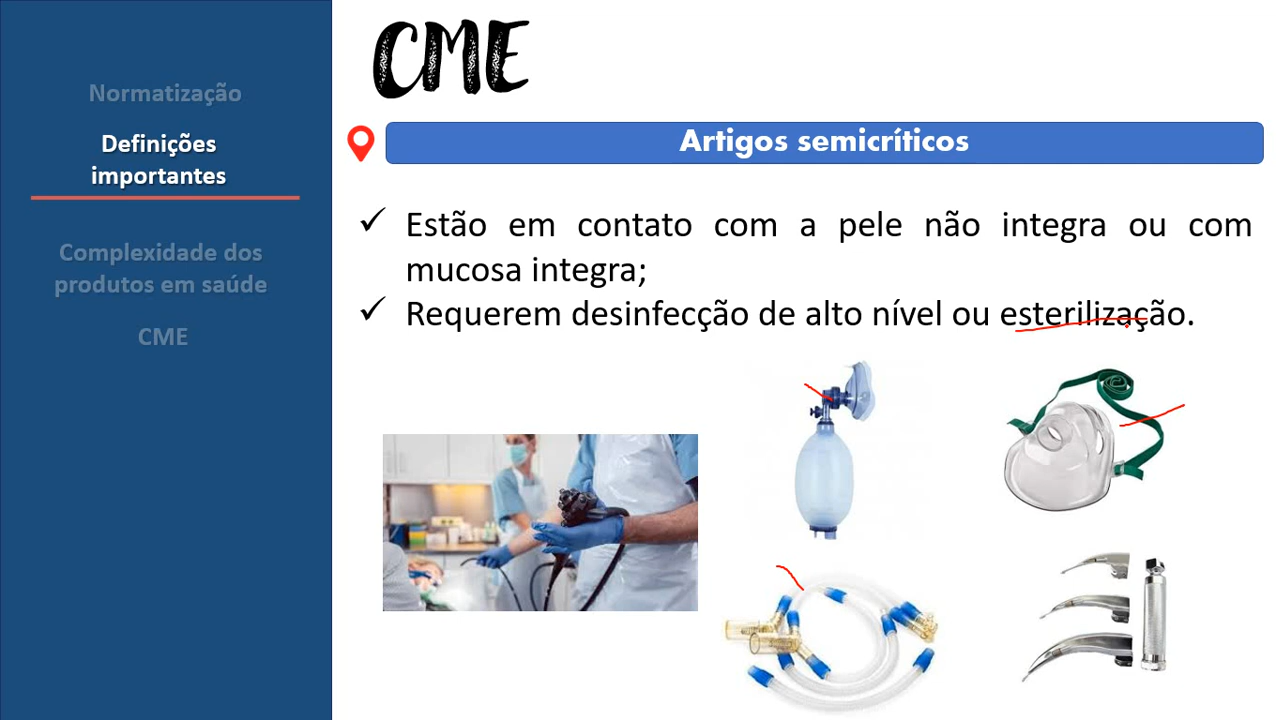 CME
Normatização
Definições
importantes
Complexidade dos
produtos em saúde
CME
Artigos semicríticos
✓ Estão em contato com a pele não integra ou com
mucosa integra;
✓ Requerem desinfecção de alto nível ou esterilização.